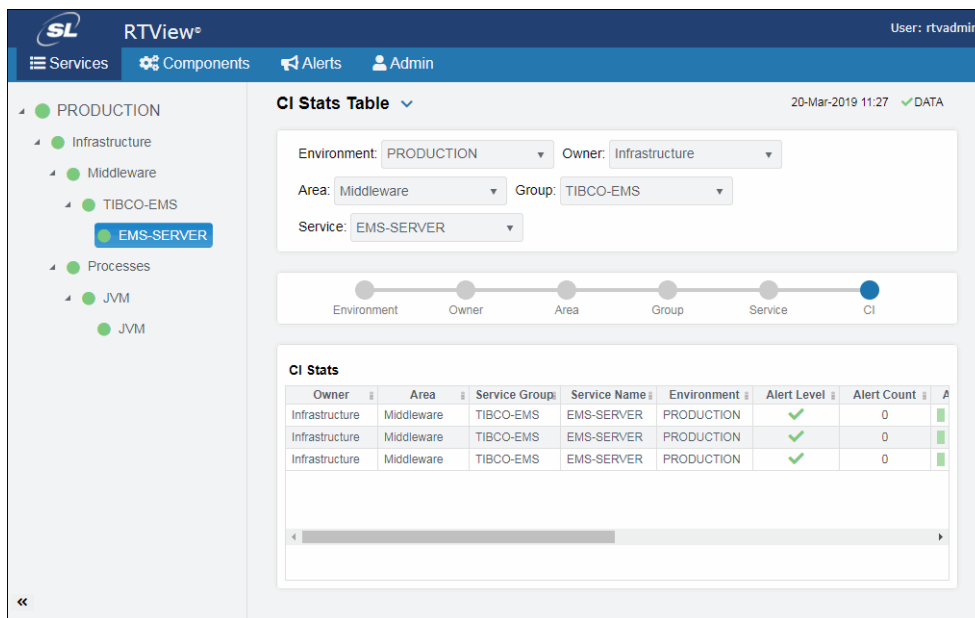 SL RTView® User: rtvadmin
Services Components Alerts Admin
PRODUCTION
Infrastructure
Middleware
TIBCO-EMS
EMS-SERVER
Processes
JVM
JVM
CI Stats Table 20-Mar-2019 11:27 DATA
Environment: PRODUCTION Owner: Infrastructure
Area: Middleware Group: TIBCO-EMS
Service: EMS-SERVER
Environment Owner Area Group Service CI
CI Stats
Owner Area Service Group Service Name Environment Alert Level Alert Count A
Infrastructure Middleware TIBCO-EMS EMS-SERVER PRODUCTION 0
Infrastructure Middleware TIBCO-EMS EMS-SERVER PRODUCTION 0
Infrastructure Middleware TIBCO-EMS EMS-SERVER PRODUCTION 0